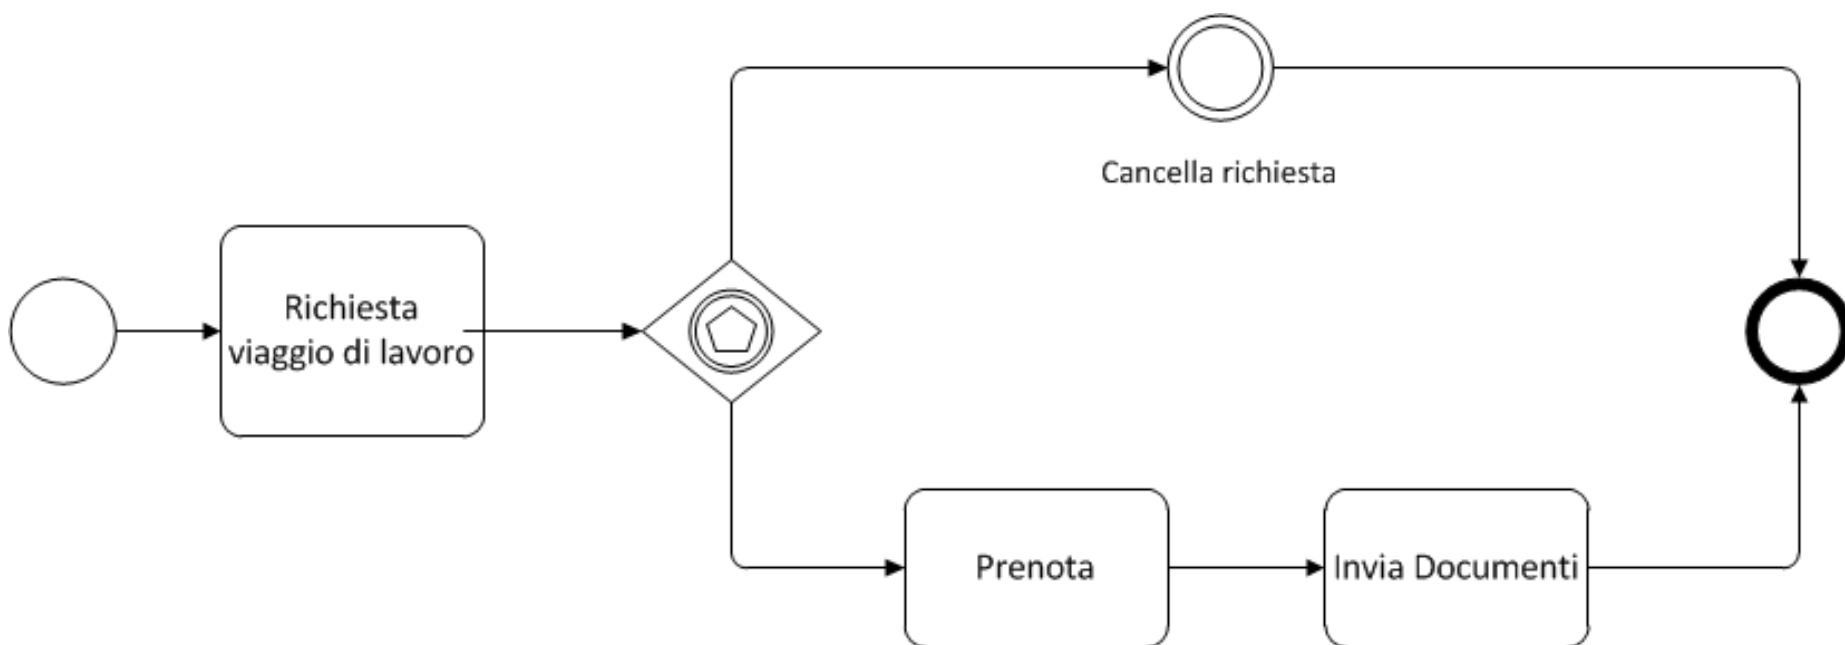 Cancella richiesta
Richiesta
viaggio di lavoro
Prenota
Invia Documenti